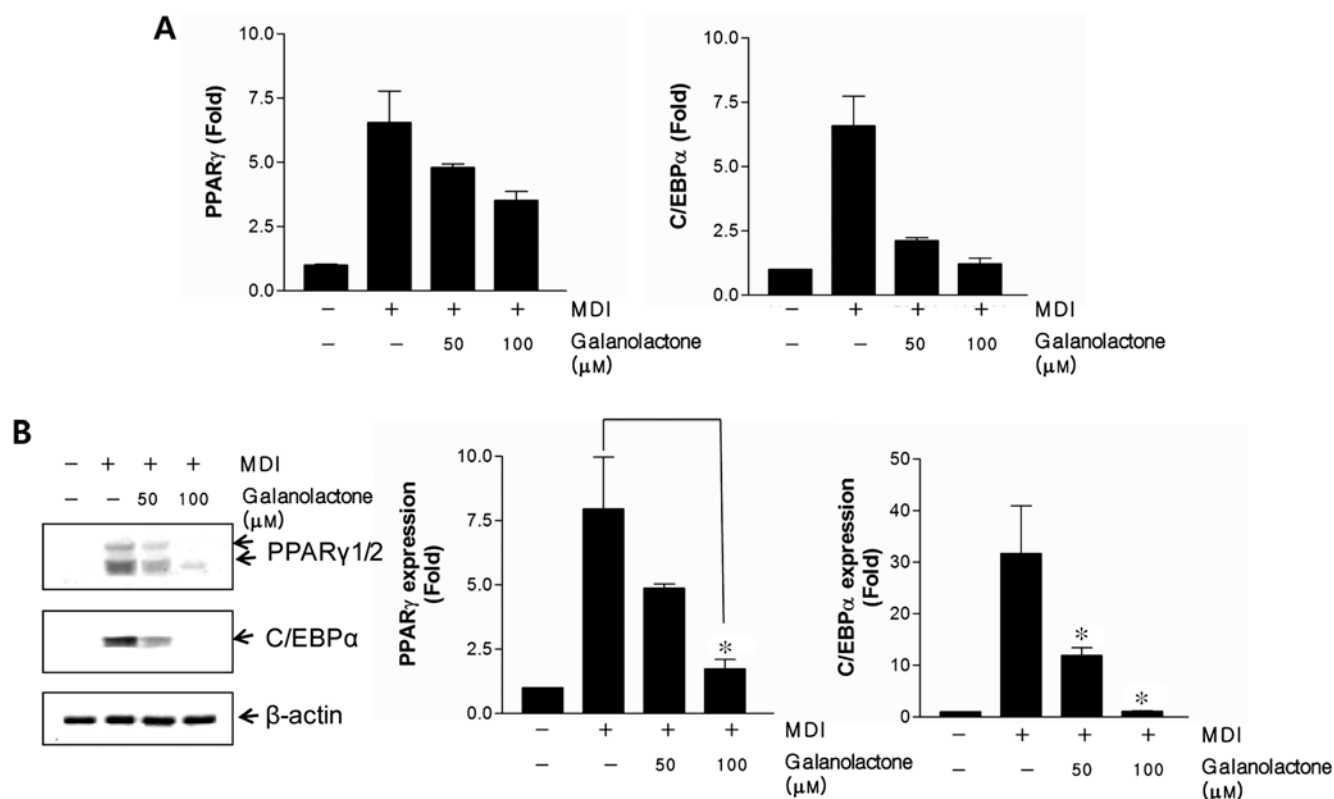 A
PPARγ (Fold)
10.0
7.5
5.0
2.5
0.0
− + + + MDI
− − 50 100 Galanolactone
(μM)
C/EBPα (Fold)
10.0
7.5
5.0
2.5
0.0
− + + + MDI
− − 50 100 Galanolactone
(μM)
B
− + + + MDI
− − 50 100 Galanolactone
(μM)
PPARγ1/2
C/EBPα
β-actin
PPARγ expression
(Fold)
10.0
7.5
5.0
2.5
0.0
*
− + + + MDI
− − 50 100 Galanolactone
(μM)
C/EBPα expression
(Fold)
50
40
30
20
10
0
*
*
− + + + MDI
− − 50 100 Galanolactone
(μM)